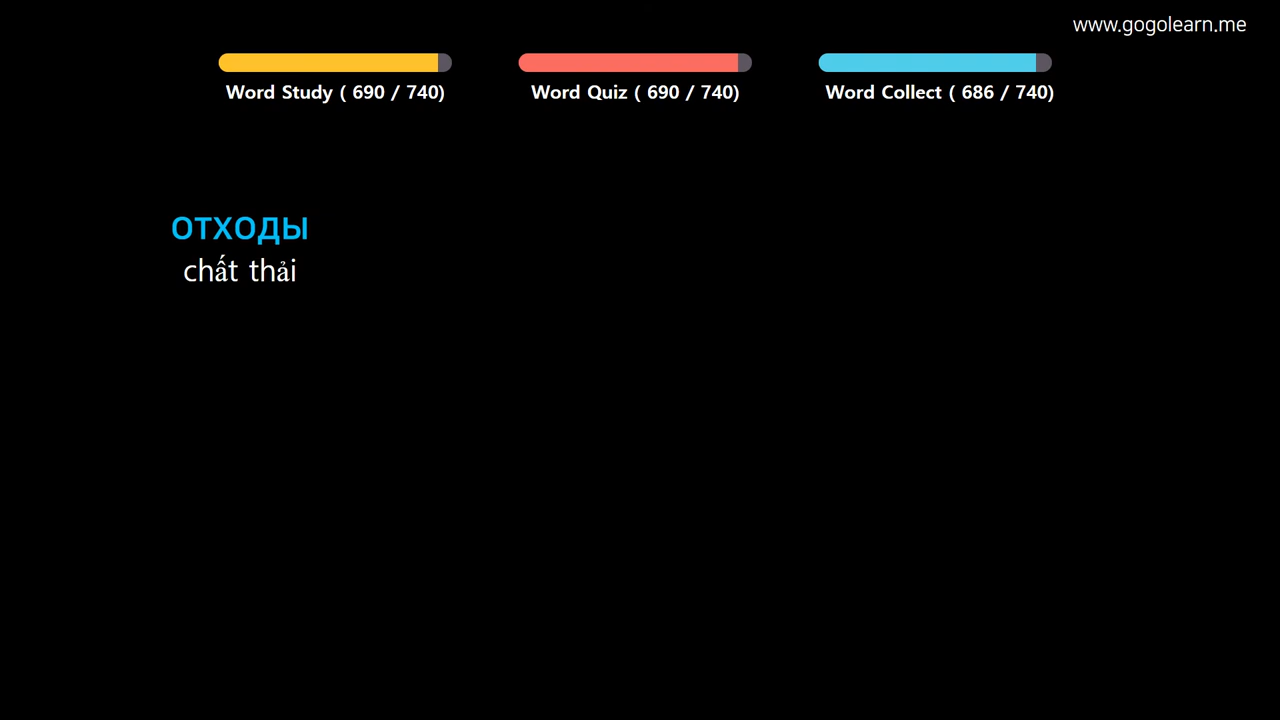 www.gogolearn.me
Word Study ( 690 / 740)
Word Quiz ( 690 / 740)
Word Collect ( 686 / 740)
ОТХОДЫ
chất thải